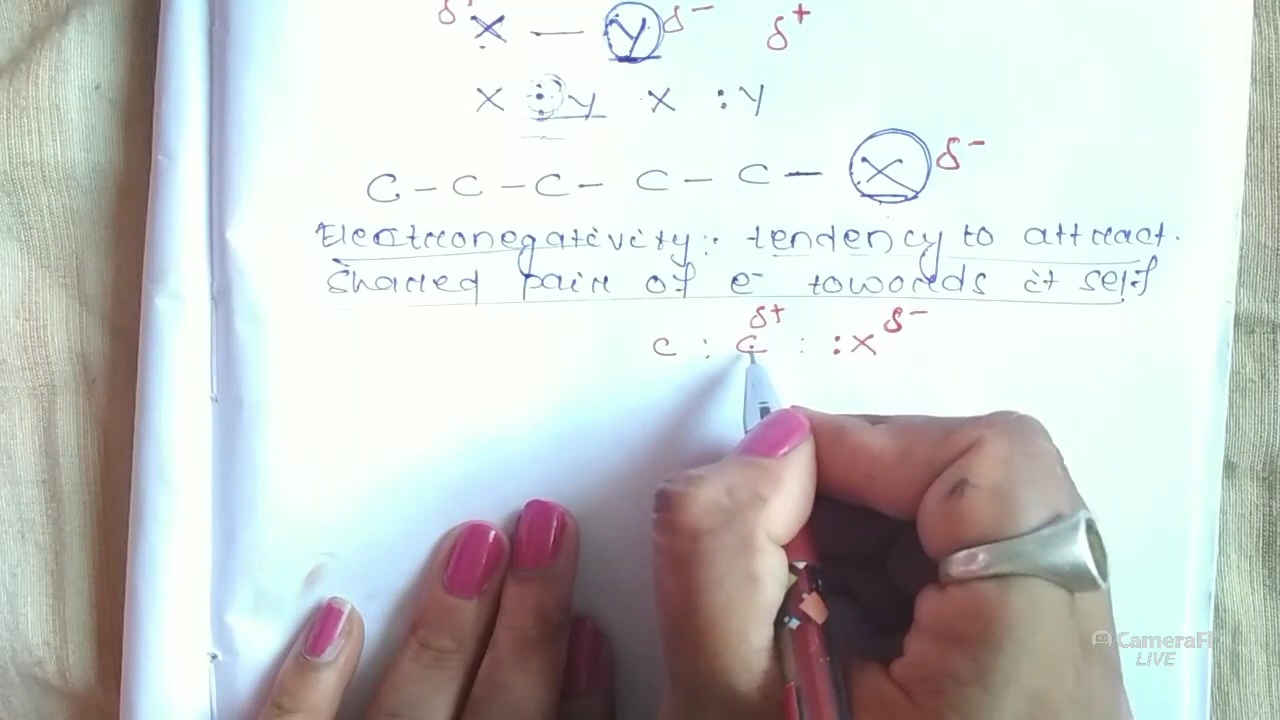 δ+ X — Y δ- δ+
X : Y X : Y
C - C - C - C - C - X δ-
Electronegativity: tendency to attract.
Shared pair of e- towards it self
C : C δ+ : : X δ-
CameraFi
LIVE